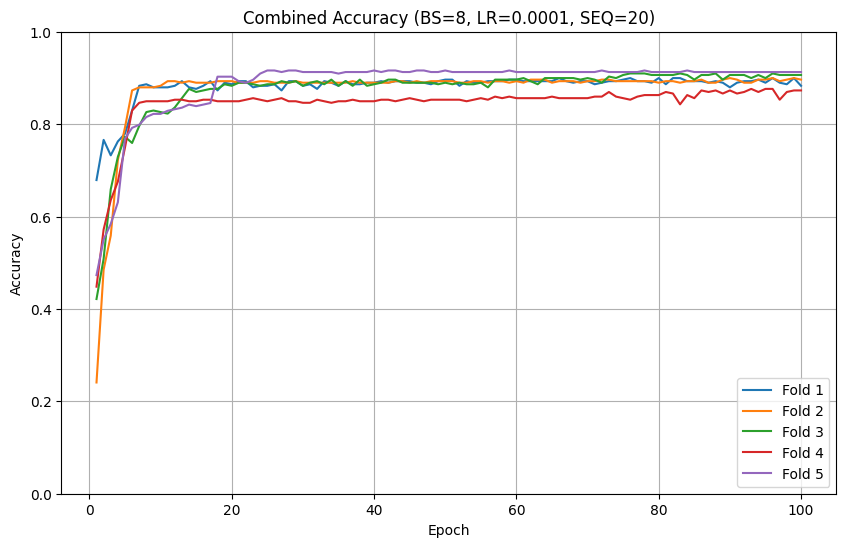 Combined Accuracy (BS=8, LR=0.0001, SEQ=20)
1.0
0.8
0.6
0.4
0.2
0.0
Accuracy
0 20 40 60 80 100
Epoch
Fold 1
Fold 2
Fold 3
Fold 4
Fold 5